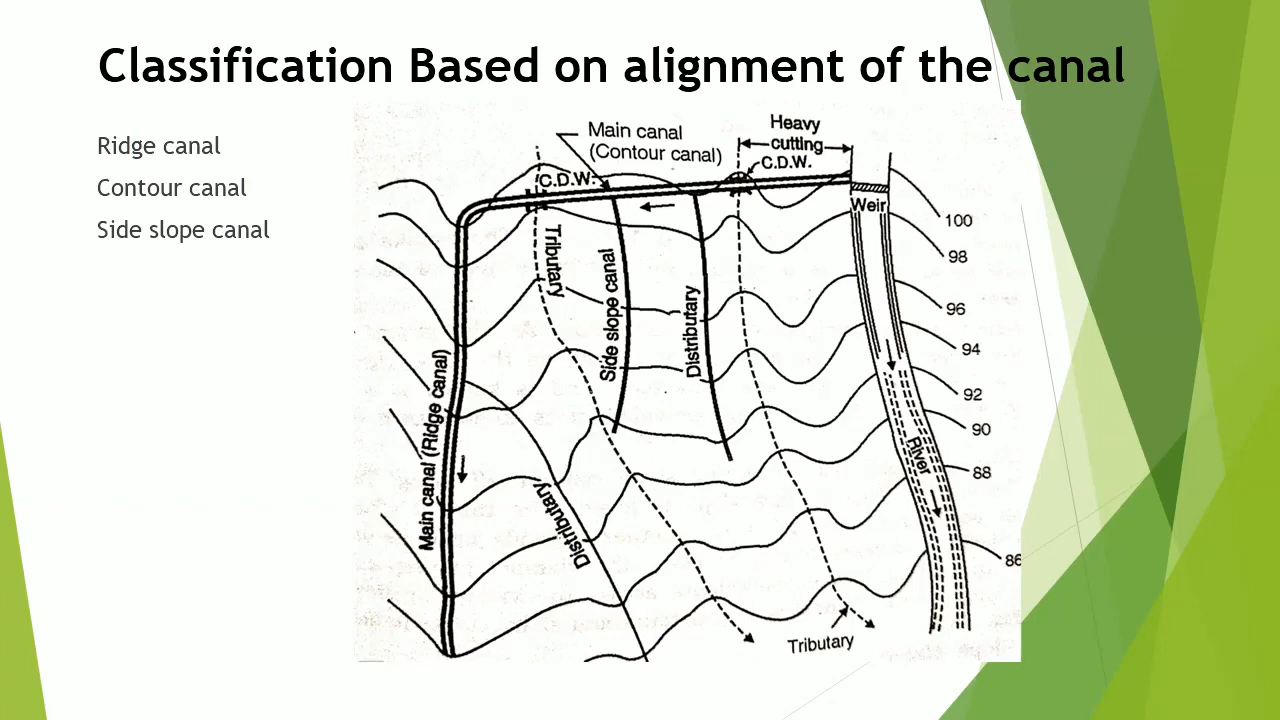 Classification Based on alignment of the canal
Ridge canal
Contour canal
Side slope canal
Main canal
(Contour canal)
Heavy
cutting
C.D.W.
C.D.W.
Weir
100
98
96
94
92
90
88
86
Tributary
Side slope canal
Distributary
Main canal (Ridge canal)
Distributary
River
Tributary